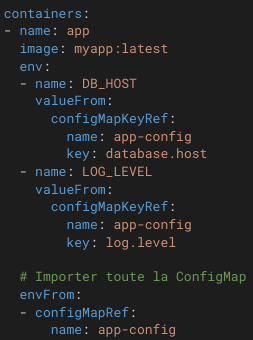 containers:
- name: app
  image: myapp:latest
  env:
  - name: DB_HOST
    valueFrom:
      configMapKeyRef:
        name: app-config
        key: database.host
  - name: LOG_LEVEL
    valueFrom:
      configMapKeyRef:
        name: app-config
        key: log.level

  # Importer toute la ConfigMap
  envFrom:
  - configMapRef:
      name: app-config